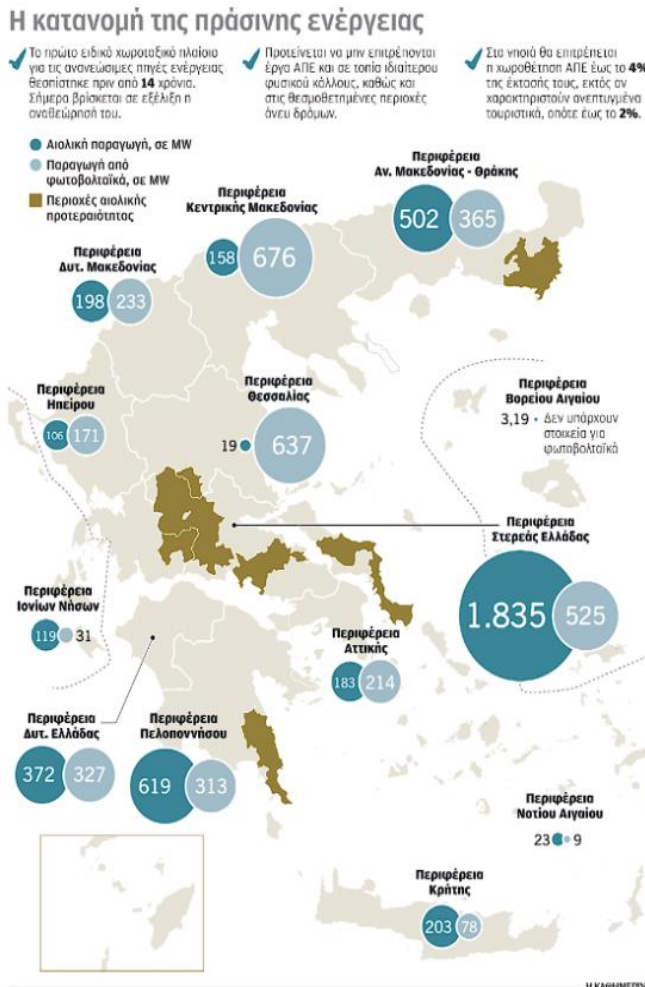 Η κατανομή της πράσινης ενέργειας
Το πρώτο ειδικό χωροταξικό πλαίσιο
για τις ανανεώσιμες πηγές ενέργειας
θεσπίστηκε πριν από 14 χρόνια.
Σήμερα βρίσκεται σε εξέλιξη η
αναθεώρησή του.
Προτείνεται να μην επιτρέπονται
έργα ΑΠΕ και σε τοπία ιδιαίτερου
φυσικού κάλλους, καθώς και
στις θεσμοθετημένες περιοχές
άνευ δρόμων.
Στα νησιά θα επιτρέπεται
η χωροθέτηση ΑΠΕ έως το 4%
της έκτασής τους, εκτός αν
χαρακτηριστούν ανεπτυγμένα
τουριστικά, οπότε έως το 2%.
Αιολική παραγωγή, σε MW
Παραγωγή από
φωτοβολταϊκά, σε MW
Περιοχές αιολικής
προτεραιότητας
Περιφέρεια
Αν. Μακεδονίας - Θράκης
502 365
Περιφέρεια
Κεντρικής Μακεδονίας
158 676
Περιφέρεια
Δυτ. Μακεδονίας
198 233
Περιφέρεια
Ηπείρου
106 171
Περιφέρεια
Θεσσαλίας
19 637
Περιφέρεια
Βορείου Αιγαίου
3,19 Δεν υπάρχουν
στοιχεία για
φωτοβολταϊκά
Περιφέρεια
Στερεάς Ελλάδας
1.835 525
Περιφέρεια
Ιονίων Νήσων
119 31
Περιφέρεια
Αττικής
183 214
Περιφέρεια
Δυτ. Ελλάδας
372 327
Περιφέρεια
Πελοποννήσου
619 313
Περιφέρεια
Νοτίου Αιγαίου
23 9
Περιφέρεια
Κρήτης
203 78